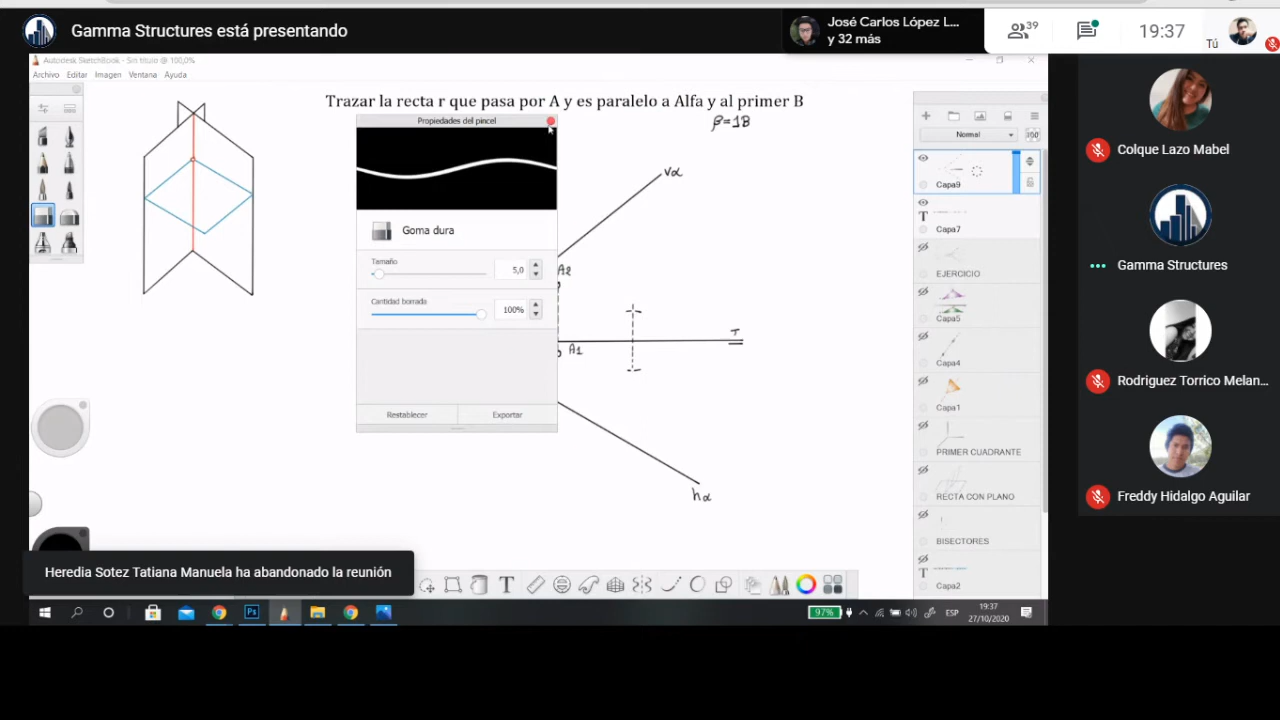 Gamma Structures está presentando
José Carlos López L...
y 32 más
39
19:37
Tú
Autodesk SketchBook - Sin título @ 100,0%
Archivo Editar Imagen Ventana Ayuda
Trazar la recta r que pasa por A y es paralelo a Alfa y al primer B
β=1B
Propiedades del pincel
Goma dura
Tamaño
5,0
Cantidad borrada
100%
Restablecer Exportar
vα
A2
A1
T
hα
Normal
100
Capa9
T
Capa7
EJERCICIO
Capa5
Capa4
Capa1
PRIMER CUADRANTE
RECTA CON PLANO
BISECTORES
T
Capa2
Colque Lazo Mabel
Gamma Structures
Rodriguez Torrico Melan...
Freddy Hidalgo Aguilar
Heredia Sotez Tatiana Manuela ha abandonado la reunión
T
Ps
97%
ESP
19:37
27/10/2020